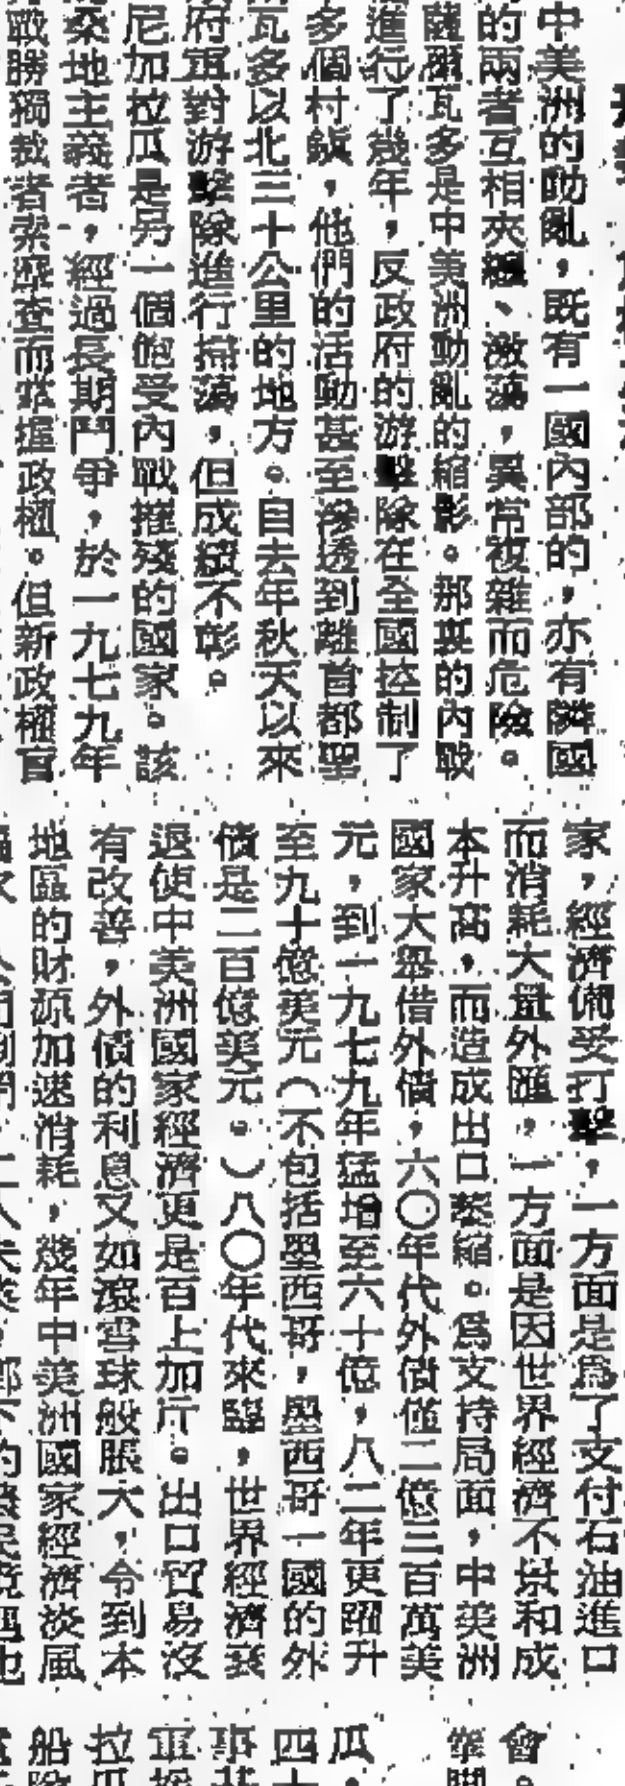 中美洲的動亂，既有一國內部的，亦有隣國
的兩者互相夾纏、激蕩，異常複雜而危險。
薩爾瓦多是中美洲動亂的縮影。那裏的內戰
進行了幾年，反政府的游擊隊在全國控制了
多個村鎮，他們的活動甚至滲透到離首都聖
瓦多以北三十公里的地方。自去年秋天以來
府軍對游擊隊進行掃蕩，但成績不彰。
尼加拉瓜是另一個飽受內戰摧殘的國家。該
桑地主義者，經過長期鬥爭，於一九七九年
戰勝獨裁者索摩查而掌握政權。但新政權官
家，經濟備受打擊，一方面是爲了支付石油進口
而消耗大量外匯，一方面是因世界經濟不景和成
本升高，而造成出口萎縮。爲支持局面，中美洲
國家大舉借外債，六〇年代外債僅二億三百萬美
元，到一九七九年猛增至六十億，八二年更躍升
至九十億美元（不包括墨西哥，墨西哥一國的外
債是二百億美元。）八〇年代來臨，世界經濟衰
退使中美洲國家經濟更是百上加斤。出口貿易沒
有改善，外債的利息又如滾雪球般脹大，令到本
地區的財源加速消耗，幾年中美洲國家經濟淡風
會。
瓜，
四十
事
軍援
拉瓜
船